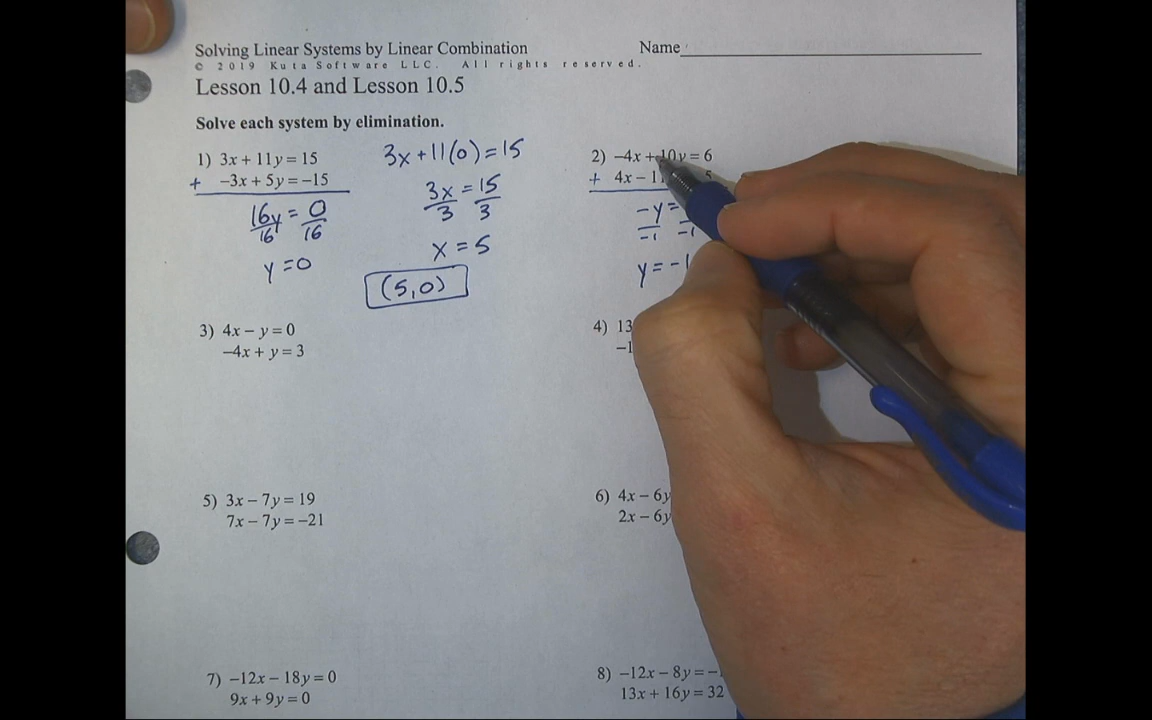 Solving Linear Systems by Linear Combination
Name
© 2019 Kuta Software LLC. All rights reserved.
Lesson 10.4 and Lesson 10.5
Solve each system by elimination.
1) 3x + 11y = 15
+ −3x + 5y = −15
16y = 0
16 16
y = 0
3x + 11(0) = 15
3x = 15
3 3
x = 5
(5,0)
2) −4x + 10y = 6
+ 4x − 1 5
−y =
−1 −1
y = −1
3) 4x − y = 0
−4x + y = 3
4) 13
−1
5) 3x − 7y = 19
7x − 7y = −21
6) 4x − 6y
2x − 6y
7) −12x − 18y = 0
9x + 9y = 0
8) −12x − 8y = −
13x + 16y = 32